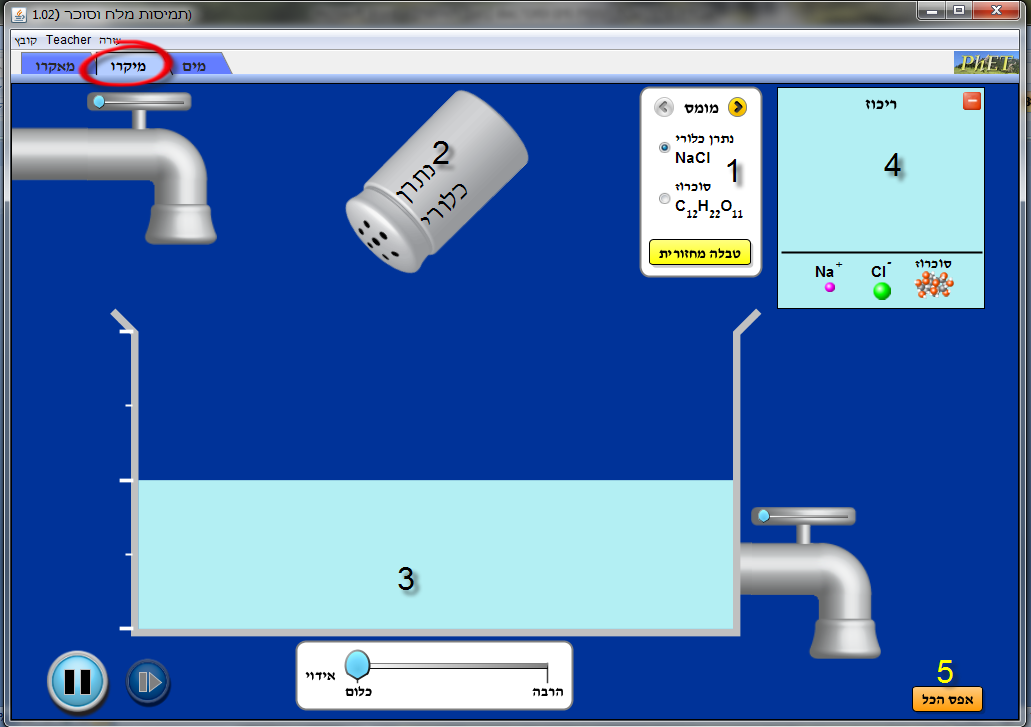 (תמיסות מלח וסוכר (1.02
קובץ Teacher עזרה
מאקרו מיקרו מים
PhET
מומס
נתרן כלורי
NaCl
1
סוכרוז
C₁₂H₂₂O₁₁
טבלה מחזורית
ריכוז
4
Na⁺ Cl⁻ סוכרוז
2
נתרן
כלורי
3
אידוי
כלום הרבה
5
אפס הכל